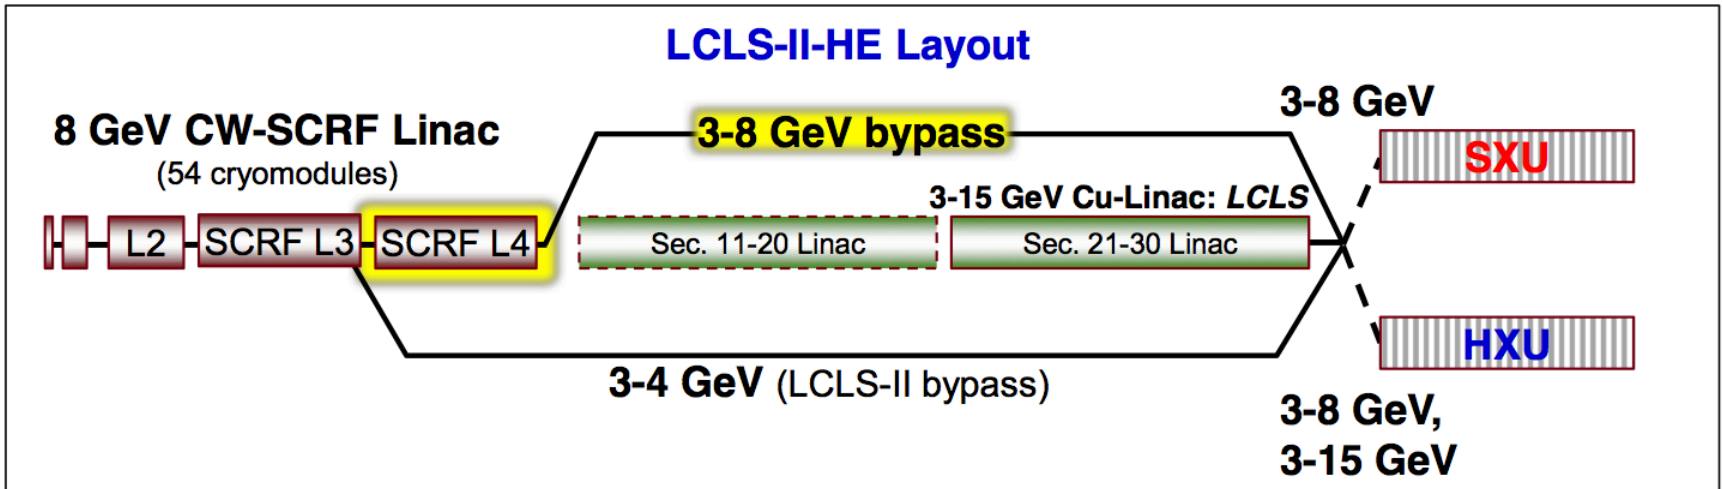 LCLS-II-HE Layout
8 GeV CW-SCRF Linac
(54 cryomodules)
3-8 GeV bypass
3-8 GeV
SXU
3-15 GeV Cu-Linac: LCLS
L2
SCRF L3
SCRF L4
Sec. 11-20 Linac
Sec. 21-30 Linac
HXU
3-4 GeV (LCLS-II bypass)
3-8 GeV,
3-15 GeV